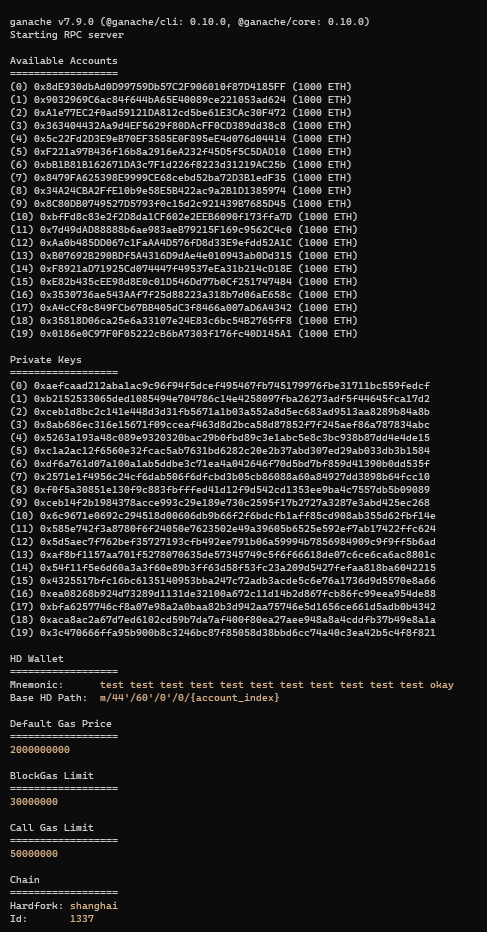 ganache v7.9.0 (@ganache/cli: 0.10.0, @ganache/core: 0.10.0)
Starting RPC server
Available Accounts
==================
(0) 0x8dE930dbAd0D99759Db57C2F906010f87D4185FF (1000 ETH)
(1) 0x9032969C6ac84f644bA65E40089ce221053ad624 (1000 ETH)
(2) 0xA1e77EC2f0ad59121DA812cd5be61E3CAc30F472 (1000 ETH)
(3) 0x363404432Aa9d4EF5629f80DAcFF0CD389dd38c8 (1000 ETH)
(4) 0x5c22Fd2D3E9eB70EF3585E0F895eE4d076d04414 (1000 ETH)
(5) 0xF221a97B436f16b8a2916eA232f45D5f5C5DAD10 (1000 ETH)
(6) 0xbB1B81B162671DA3c7F1d226f8223d31219AC25b (1000 ETH)
(7) 0x8479FA625398E9999CE68cebd52ba72D3B1edF35 (1000 ETH)
(8) 0x34A24CBA2FfE10b9e58E5B422ac9a2B1D1385974 (1000 ETH)
(9) 0x8C80DB0749527D5793f0c15d2c921439B7685D45 (1000 ETH)
(10) 0xbfFd8c83e2f2D8da1CF602e2EEB6090f173ffa7D (1000 ETH)
(11) 0x7d49dAD88888b6ae983aeB79215F169c9562C4c0 (1000 ETH)
(12) 0xAa0b485DD067c1FaAA4D576fD8d33E9efdd52A1C (1000 ETH)
(13) 0xB07692B290BDf5A4316D9dAe4e010943ab0Dd315 (1000 ETH)
(14) 0xF8921aD71925Cd074447f49537eEa31b214cD18E (1000 ETH)
(15) 0xE82b435cEE98d8E0c01D546Dd77b0Cf251747484 (1000 ETH)
(16) 0x3530736ae543AAf7f25d88223a318b7d06aE658c (1000 ETH)
(17) 0xA4cCf8c849FCb67BB405dC3f8466a007aD6A4342 (1000 ETH)
(18) 0x35818D06ca25e6a33107e24E83c6bc54B2765fF8 (1000 ETH)
(19) 0x0186e0C97F0F05222cB6bA7303f176fc40D145A1 (1000 ETH)
Private Keys
==================
(0) 0xaefcaad212aba1ac9c96f94f5dcef495467fb745179976fbe31711bc559fedcf
(1) 0xb2152533065ded1085494e704786c14e4258097fba26273adf5f44645fca17d2
(2) 0xceb1d8bc2c141e448d3d31fb5671a1b03a552a8d5ec683ad9513aa8289b84a8b
(3) 0x8ab686ec316e15671f09cceaf463d8d2bca58d87852f7f245aef86a787834abc
(4) 0x5263a193a48c089e9320320bac29b0fbd89c3e1abc5e8c3bc938b87dd4e4de15
(5) 0xc1a2ac12f6560e32fcac5ab7631bd6282c20e2b37abd307ed29ab033db3b1584
(6) 0xdf6a761d07a100a1ab5ddbe3c71ea4a042646f70d5bd7bf859d41390b0dd535f
(7) 0x2571e1f4956c24cf6dab506f6dfcbd3b05cb86088a60a84927dd3898b64fcc10
(8) 0xf0f5a30851e130f9c883fbfffed41d12f9d542cd1353ee9ba4c7557db5b09089
(9) 0xceb14f2b1984378acce993c29e189e730c2595f17b2727a3287e3abd425ec268
(10) 0x6c9671e0692c294518d00606db9b66f2f6bdcfb1aff85cd908ab355d62fbf14e
(11) 0x585e742f3a8780f6f24050e7623502e49a39605b6525e592ef7ab17422ffc624
(12) 0x5d5aec7f762bef35727193cfb492ee791b06a59994b7856984909c9f9ff5b6ad
(13) 0xaf8bf1157aa701f5278070635de57345749c5f6f66618de07c6ce6ca6ac8801c
(14) 0x54f11f5e6d60a3a3f60e89b3ff63d58f53fc23a209d5427fefaa818ba6042215
(15) 0x4325517bfc16bc6135140953bba247c72adb3acde5c6e76a1736d9d5570e8a66
(16) 0xea08268b924d73289d1131de32100a672c11d14b2d867fcb86fc99eea954de88
(17) 0xbfa6257746cf8a07e98a2a0baa82b3d942aa75746e5d1656ce661d5adb0b4342
(18) 0xaca8ac2a67d7ed6102cd59b7da7af400f80ea27aee948a8a4cddfb37b49e8a1a
(19) 0x3c470666ffa95b900b8c3246bc87f85058d38bbd6cc74a40c3ea42b5c4f8f821
HD Wallet
==================
Mnemonic:      test test test test test test test test test test test okay
Base HD Path:  m/44'/60'/0'/0/{account_index}
Default Gas Price
==================
2000000000
BlockGas Limit
==================
30000000
Call Gas Limit
==================
50000000
Chain
==================
Hardfork: shanghai
Id:       1337